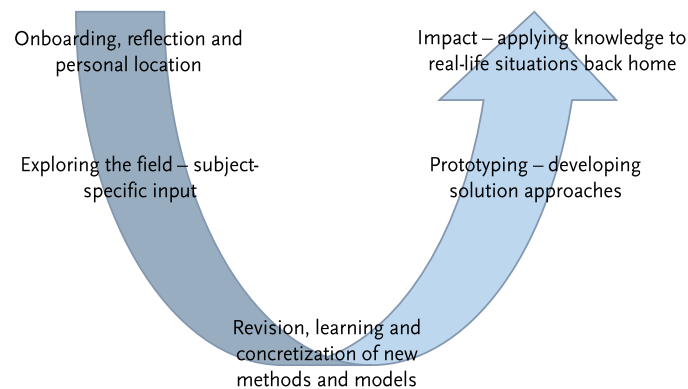 Onboarding, reflection and
personal location
Exploring the field – subject-
specific input
Revision, learning and
concretization of new
methods and models
Prototyping – developing
solution approaches
Impact – applying knowledge to
real-life situations back home